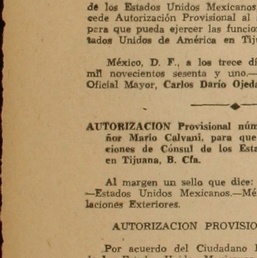 de los Estados Unidos Mexicanos
cede Autorización Provisional al
para que pueda ejercer las funcio
tados Unidos de América en Tiju
México, D. F., a los trece dí
mil novecientos sesenta y uno.—
Oficial Mayor, Carlos Darío Ojeda
AUTORIZACION Provisional núm
ñor Mario Calvani, para que
ciones de Cónsul de los Esta
en Tijuana, B. Cfa.
Al margen un sello que dice:
—Estados Unidos Mexicanos.—Mé
laciones Exteriores.
AUTORIZACION PROVISIO
Por acuerdo del Ciudadano